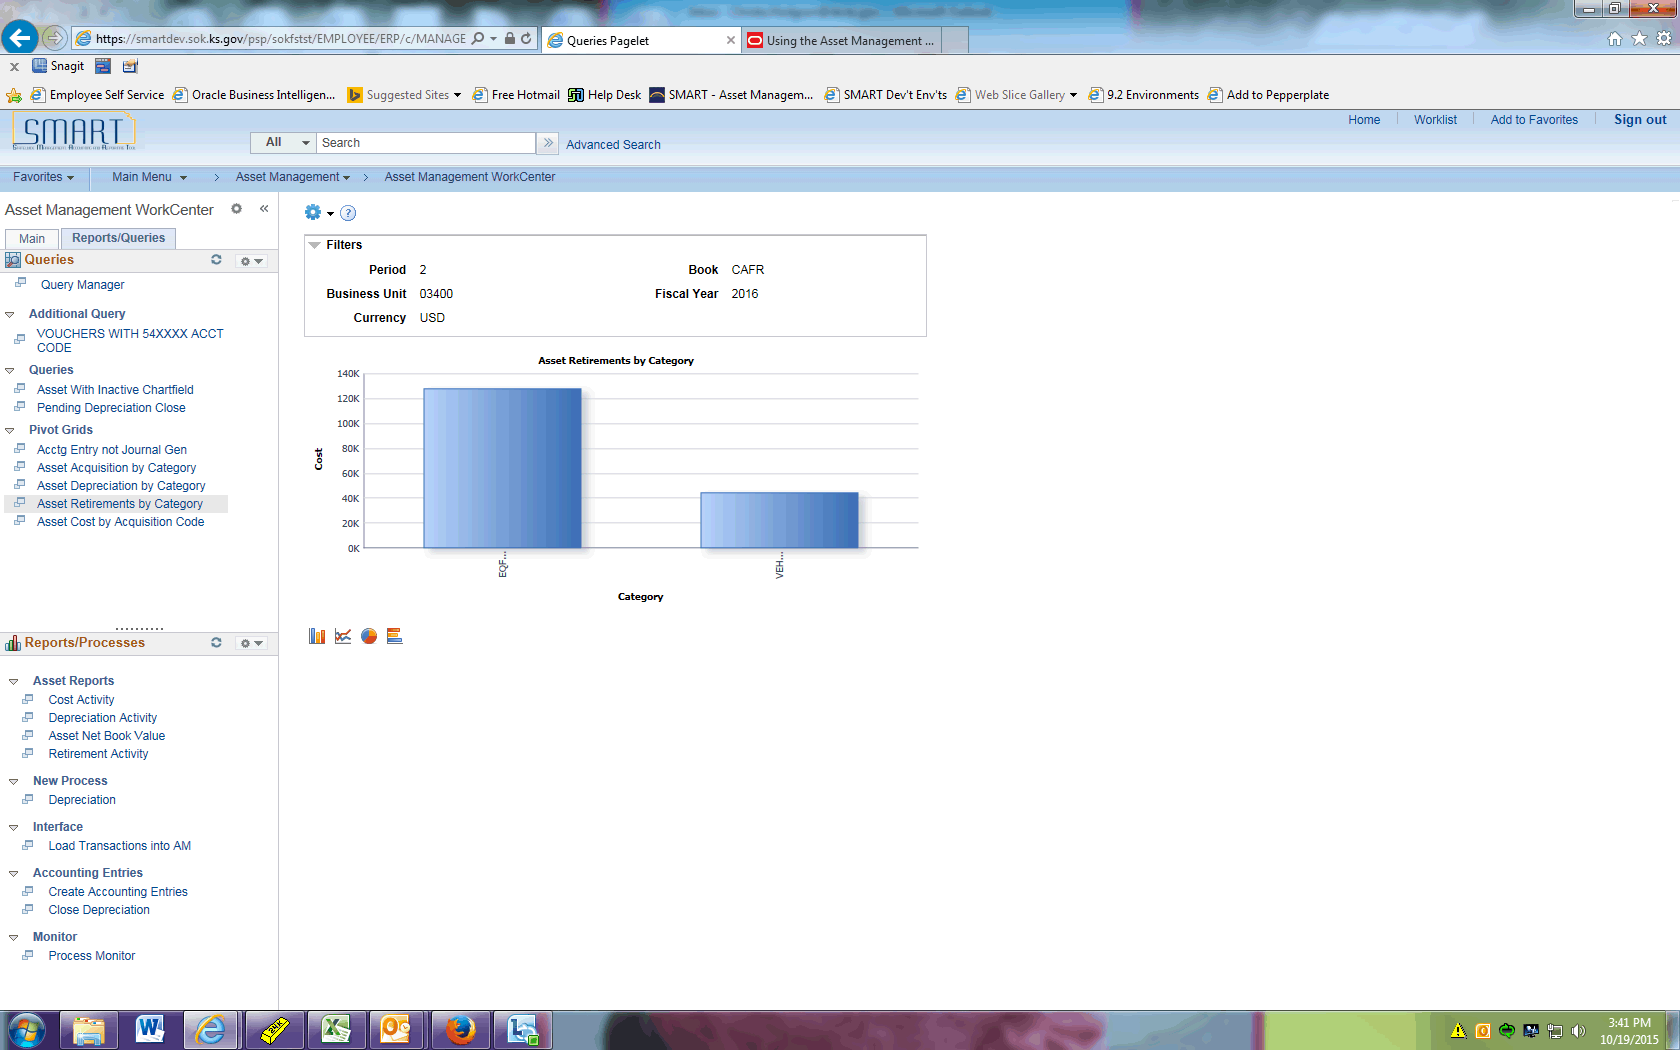 https://smartdev.sok.ks.gov/psp/sokfstst/EMPLOYEE/ERP/c/MANAGE
Queries Pagelet
Using the Asset Management ...
Snagit
Employee Self Service
Oracle Business Intelligen...
Suggested Sites
Free Hotmail
Help Desk
SMART - Asset Managem...
SMART Dev't Env'ts
Web Slice Gallery
9.2 Environments
Add to Pepperplate
SMART
Home
Worklist
Add to Favorites
Sign out
All
Search
Advanced Search
Favorites
Main Menu
Asset Management
Asset Management WorkCenter
Asset Management WorkCenter
Main
Reports/Queries
Queries
Query Manager
Additional Query
VOUCHERS WITH 54XXXX ACCT
CODE
Queries
Asset With Inactive Chartfield
Pending Depreciation Close
Pivot Grids
Acctg Entry not Journal Gen
Asset Acquisition by Category
Asset Depreciation by Category
Asset Retirements by Category
Asset Cost by Acquisition Code
Reports/Processes
Asset Reports
Cost Activity
Depreciation Activity
Asset Net Book Value
Retirement Activity
New Process
Depreciation
Interface
Load Transactions into AM
Accounting Entries
Create Accounting Entries
Close Depreciation
Monitor
Process Monitor
Filters
Period 2
Book CAFR
Business Unit 03400
Fiscal Year 2016
Currency USD
Asset Retirements by Category
140K
120K
100K
80K
60K
40K
20K
0K
Cost
EQF...
VEH...
Category
3:41 PM
10/19/2015